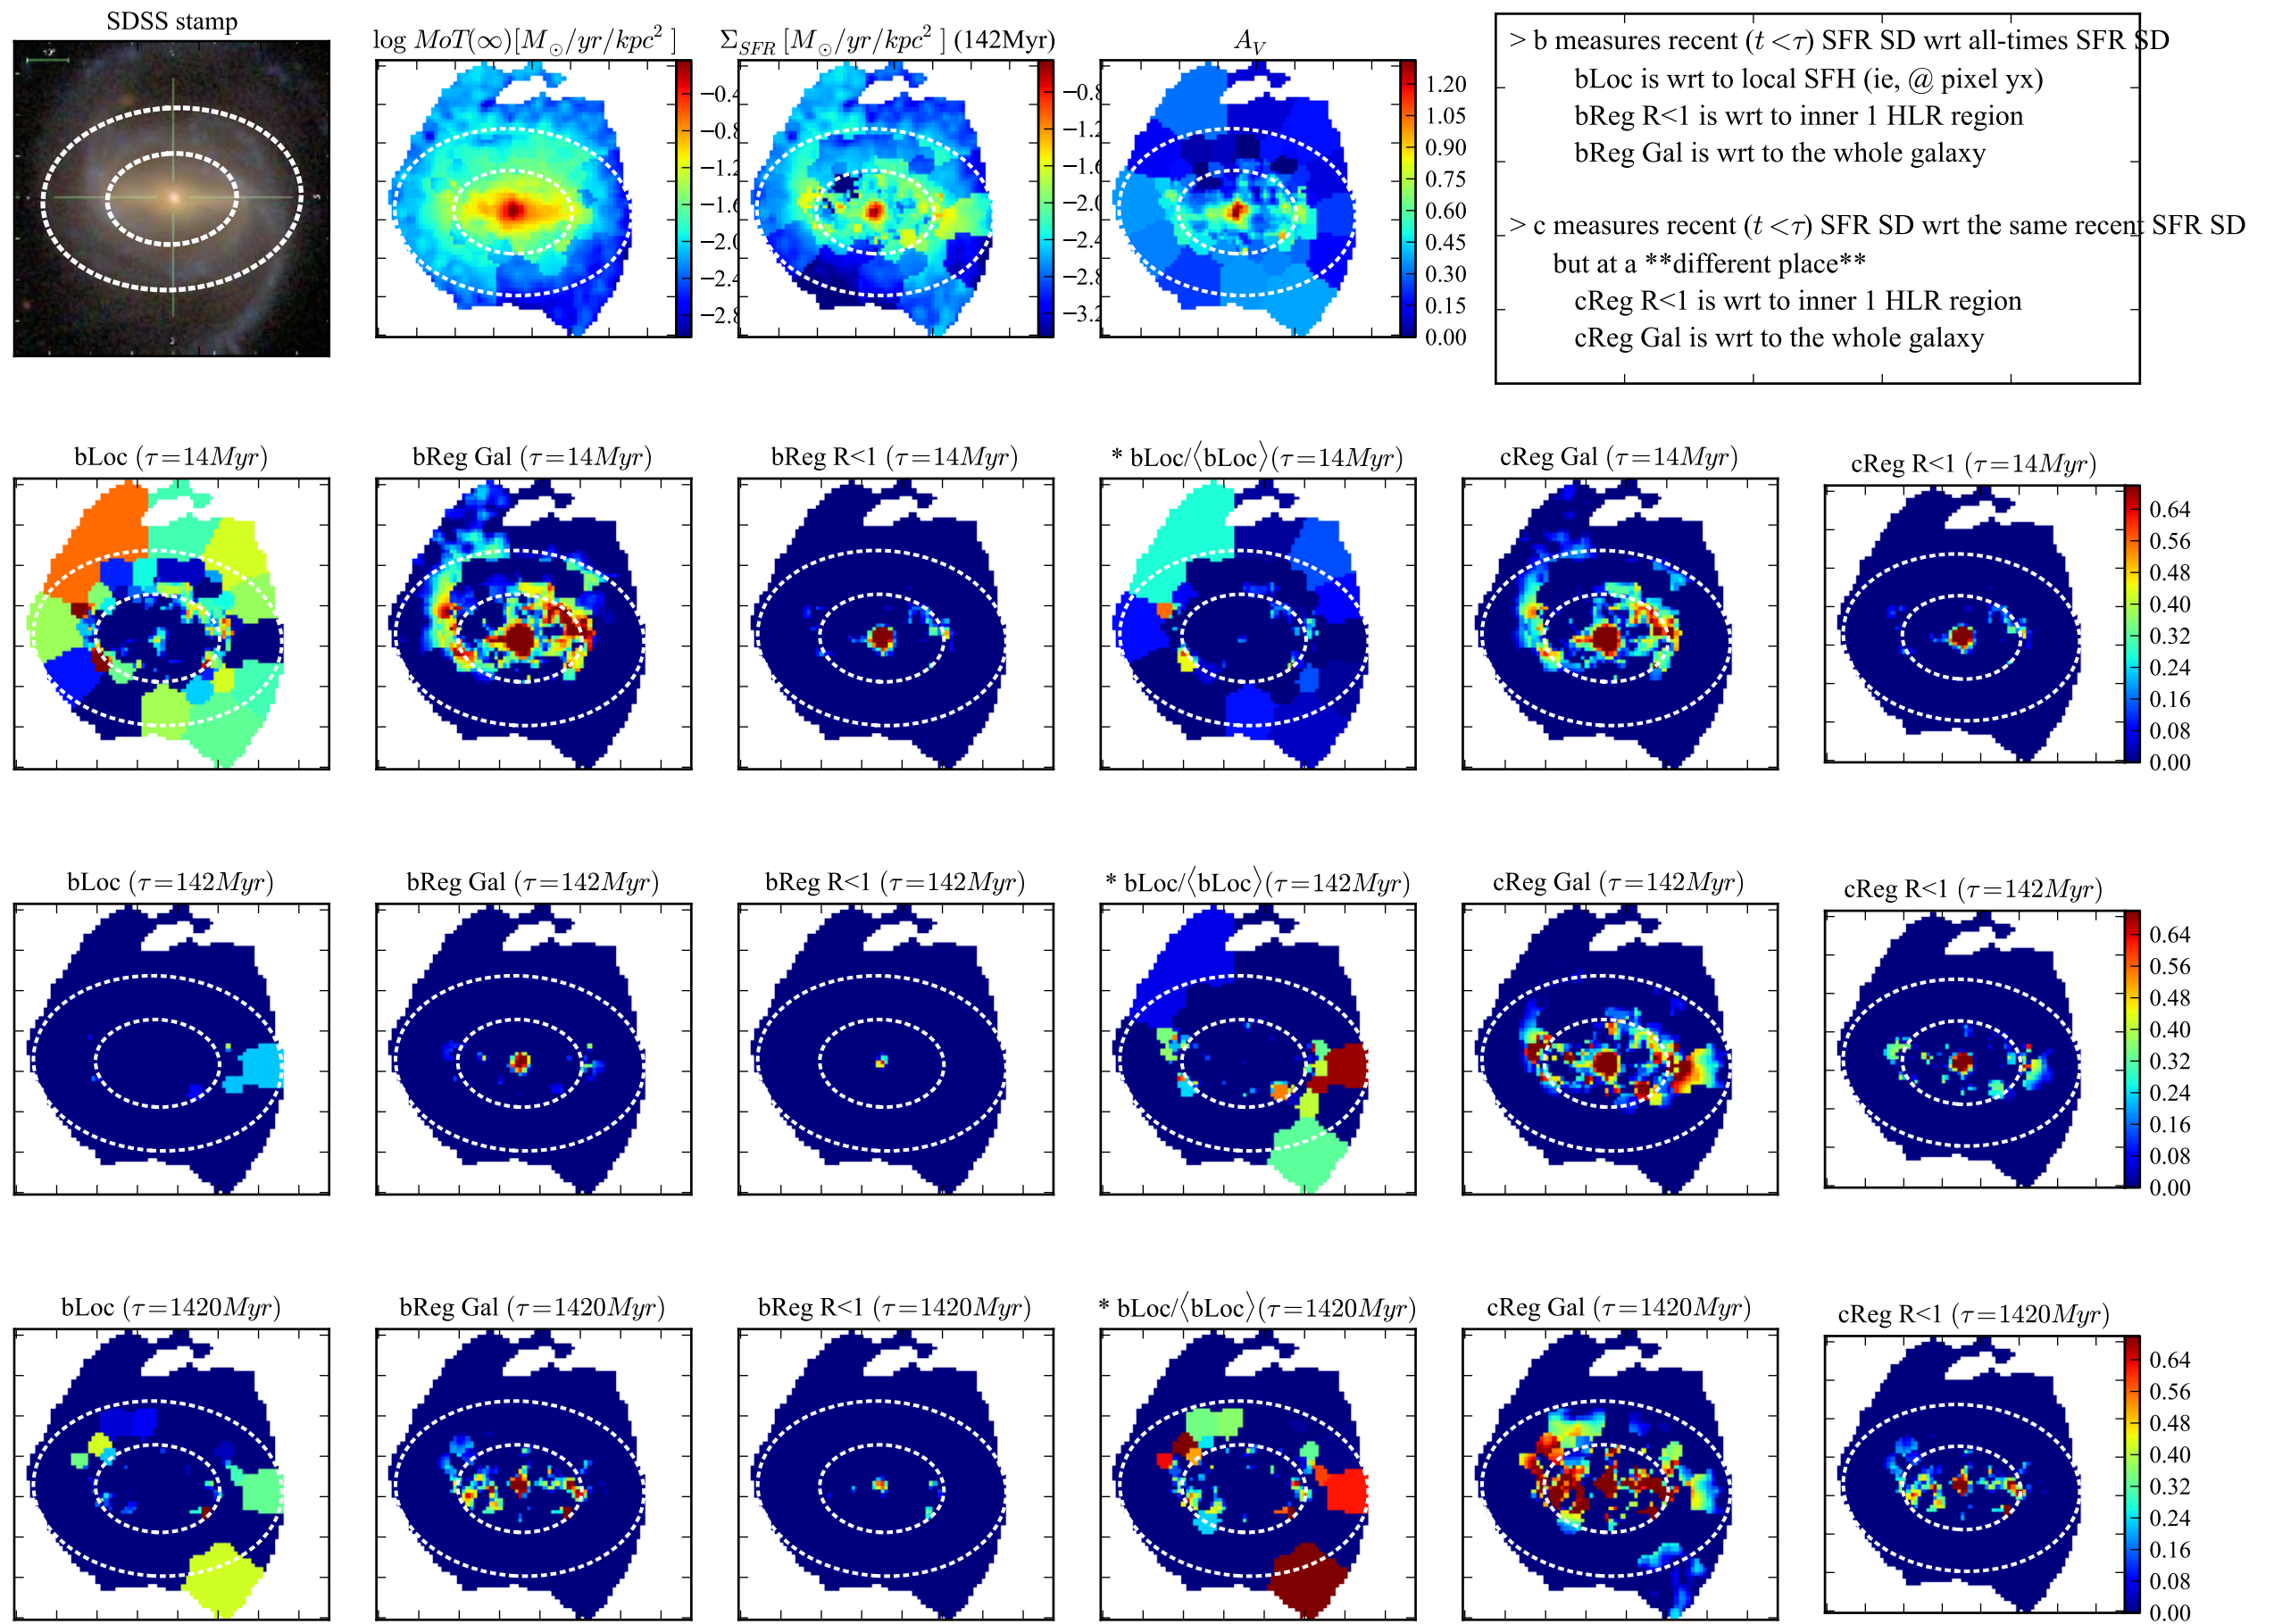 SDSS stamp
log MoT(∞)[M⊙/yr/kpc² ]
Σ_SFR [M⊙/yr/kpc² ] (142Myr)
A_V
−0.4
−0.8
−1.2
−1.6
−2.0
−2.4
−2.8
−0.8
−1.2
−1.6
−2.0
−2.4
−2.8
−3.2
1.20
1.05
0.90
0.75
0.60
0.45
0.30
0.15
0.00
> b measures recent (t <τ) SFR SD wrt all-times SFR SD
bLoc is wrt to local SFH (ie, @ pixel yx)
bReg R<1 is wrt to inner 1 HLR region
bReg Gal is wrt to the whole galaxy
> c measures recent (t <τ) SFR SD wrt the same recent SFR SD
but at a **different place**
cReg R<1 is wrt to inner 1 HLR region
cReg Gal is wrt to the whole galaxy
bLoc (τ=14Myr)
bReg Gal (τ=14Myr)
bReg R<1 (τ=14Myr)
* bLoc/⟨bLoc⟩(τ=14Myr)
cReg Gal (τ=14Myr)
cReg R<1 (τ=14Myr)
0.64
0.56
0.48
0.40
0.32
0.24
0.16
0.08
0.00
bLoc (τ=142Myr)
bReg Gal (τ=142Myr)
bReg R<1 (τ=142Myr)
* bLoc/⟨bLoc⟩(τ=142Myr)
cReg Gal (τ=142Myr)
cReg R<1 (τ=142Myr)
0.64
0.56
0.48
0.40
0.32
0.24
0.16
0.08
0.00
bLoc (τ=1420Myr)
bReg Gal (τ=1420Myr)
bReg R<1 (τ=1420Myr)
* bLoc/⟨bLoc⟩(τ=1420Myr)
cReg Gal (τ=1420Myr)
cReg R<1 (τ=1420Myr)
0.64
0.56
0.48
0.40
0.32
0.24
0.16
0.08
0.00